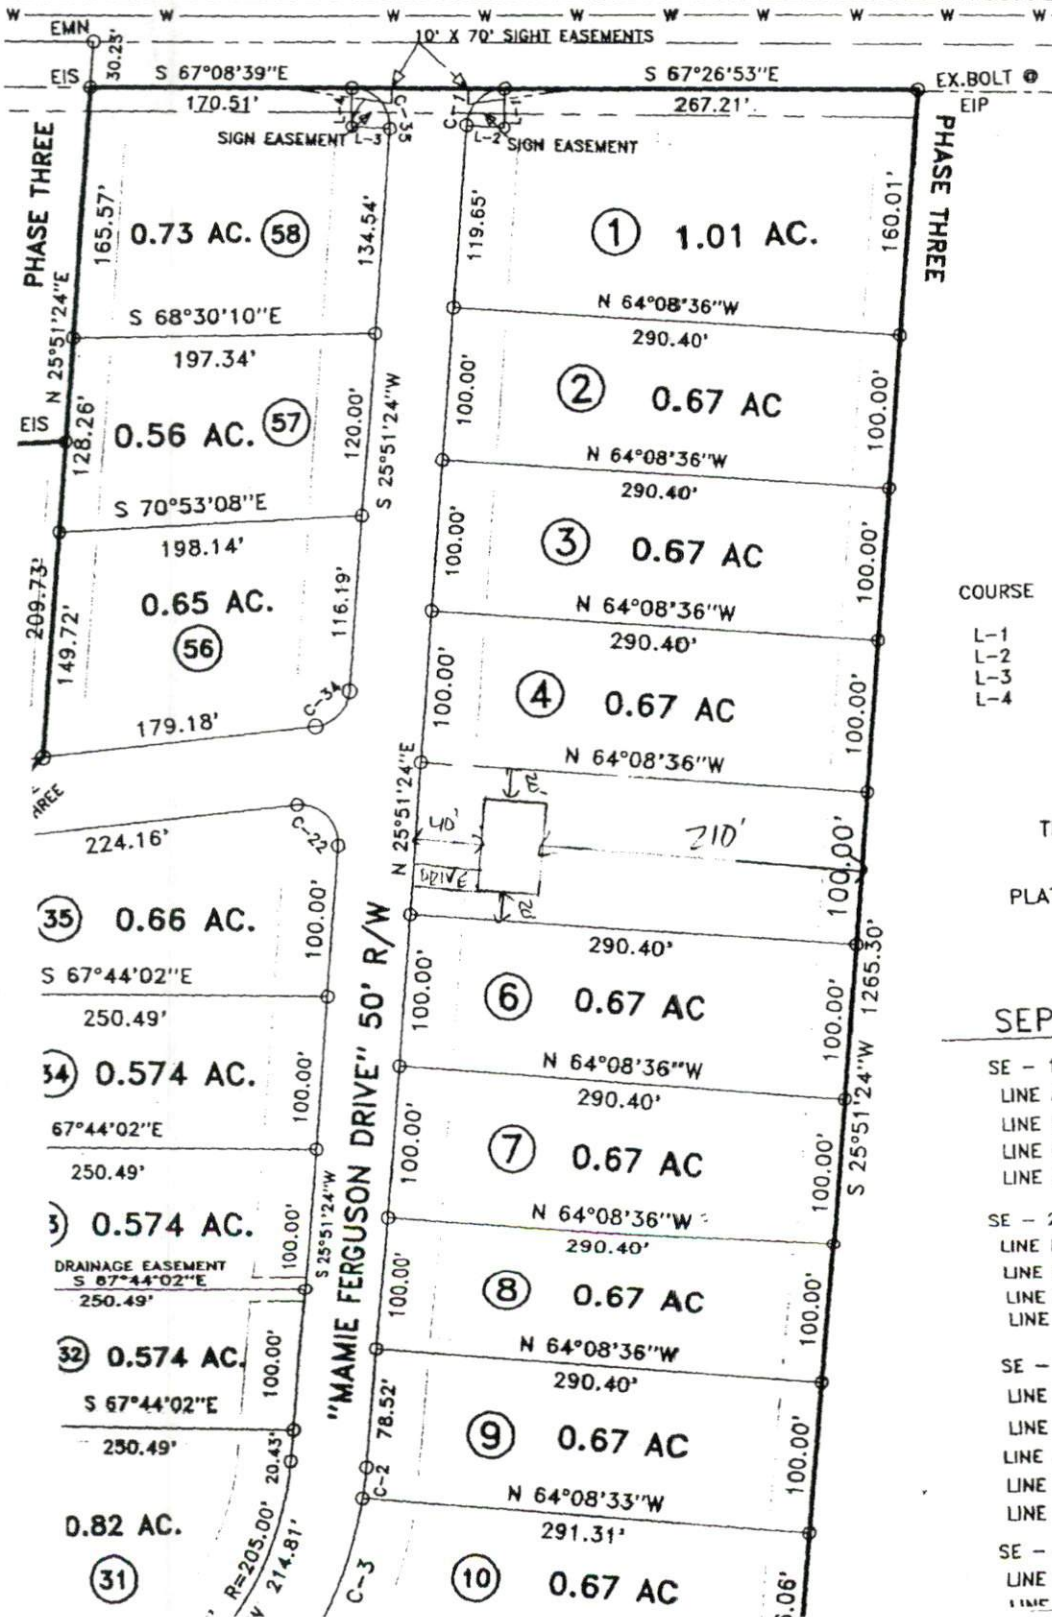 W W W W W W W W W W W
EMN
30.23'
10' X 70' SIGHT EASEMENTS
EIS
S 67°08'39"E
170.51'
S 67°26'53"E
267.21'
EX.BOLT @
EIP
L-4
C-35
C-1
L-1
SIGN EASEMENT
L-3
L-2
SIGN EASEMENT
PHASE THREE
PHASE THREE
165.57'
0.73 AC. 58
134.54'
119.65'
1 1.01 AC.
160.01'
N 25°51'24"E
S 68°30'10"E
197.34'
N 64°08'36"W
290.40'
EIS
128.26'
0.56 AC. 57
120.00'
S 25°51'24"W
100.00'
2 0.67 AC
100.00'
N 64°08'36"W
290.40'
S 70°53'08"E
198.14'
209.73'
149.72'
0.65 AC.
56
116.19'
100.00'
3 0.67 AC
100.00'
N 64°08'36"W
290.40'
C-34
179.18'
100.00'
4 0.67 AC
100.00'
N 64°08'36"W
HREE
224.16'
C-22
N 25°51'24"E
20'
40'
210'
DRIVE
20'
100.00'
35 0.66 AC.
100.00'
290.40'
1265.30'
S 67°44'02"E
250.49'
"MAMIE FERGUSON DRIVE" 50' R/W
100.00'
6 0.67 AC
100.00'
N 64°08'36"W
290.40'
S 25°51'24"W
34 0.574 AC.
100.00'
67°44'02"E
250.49'
100.00'
7 0.67 AC
100.00'
N 64°08'36"W
290.40'
3 0.574 AC.
100.00'
S 25°51'24"W
DRAINAGE EASEMENT
S 67°44'02"E
250.49'
100.00'
8 0.67 AC
100.00'
N 64°08'36"W
290.40'
32 0.574 AC.
100.00'
S 67°44'02"E
250.49'
20.43'
78.52'
C-2
9 0.67 AC
100.00'
N 64°08'33"W
291.31'
0.82 AC.
31
R=205.00'
214.81'
C-3
10 0.67 AC
.06'
COURSE
L-1
L-2
L-3
L-4
PLA
SEP
SE - 1
LINE
LINE
LINE
LINE
SE - 2
LINE
LINE
LINE
LINE
SE -
LINE
LINE
LINE
LINE
LINE
SE -
LINE
LINE